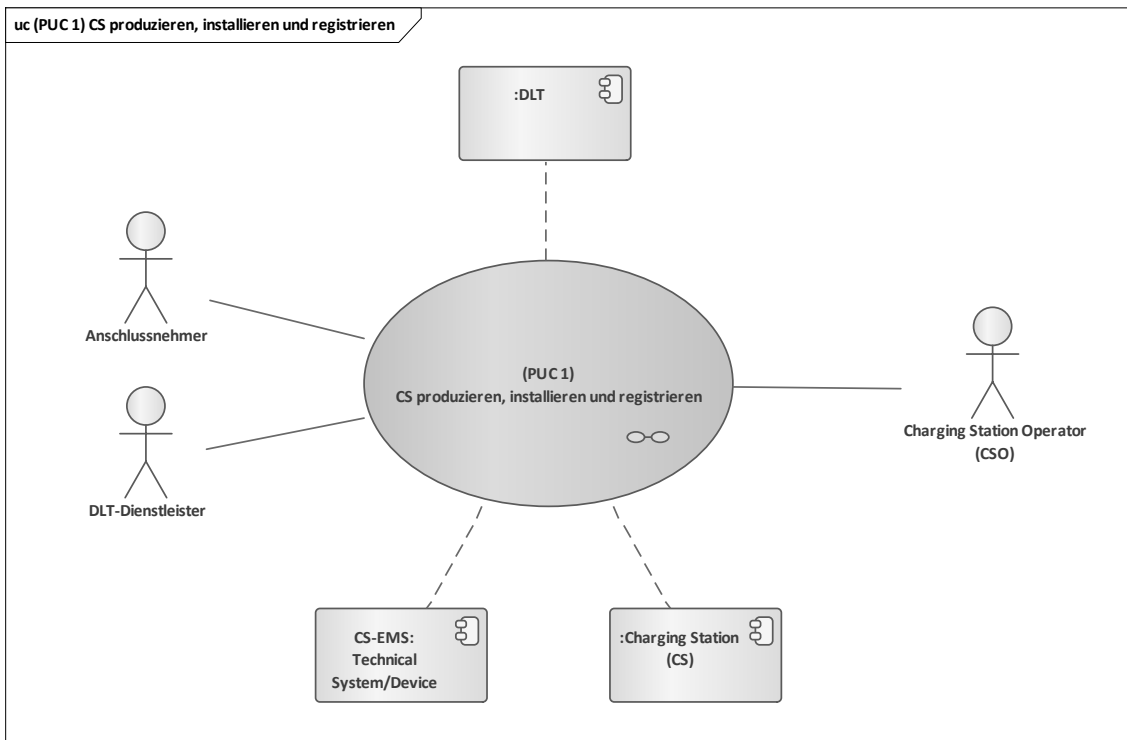 uc (PUC 1) CS produzieren, installieren und registrieren
:DLT
Anschlussnehmer
(PUC 1)
CS produzieren, installieren und registrieren
Charging Station Operator
(CSO)
DLT-Dienstleister
CS-EMS:
Technical
System/Device
:Charging Station
(CS)